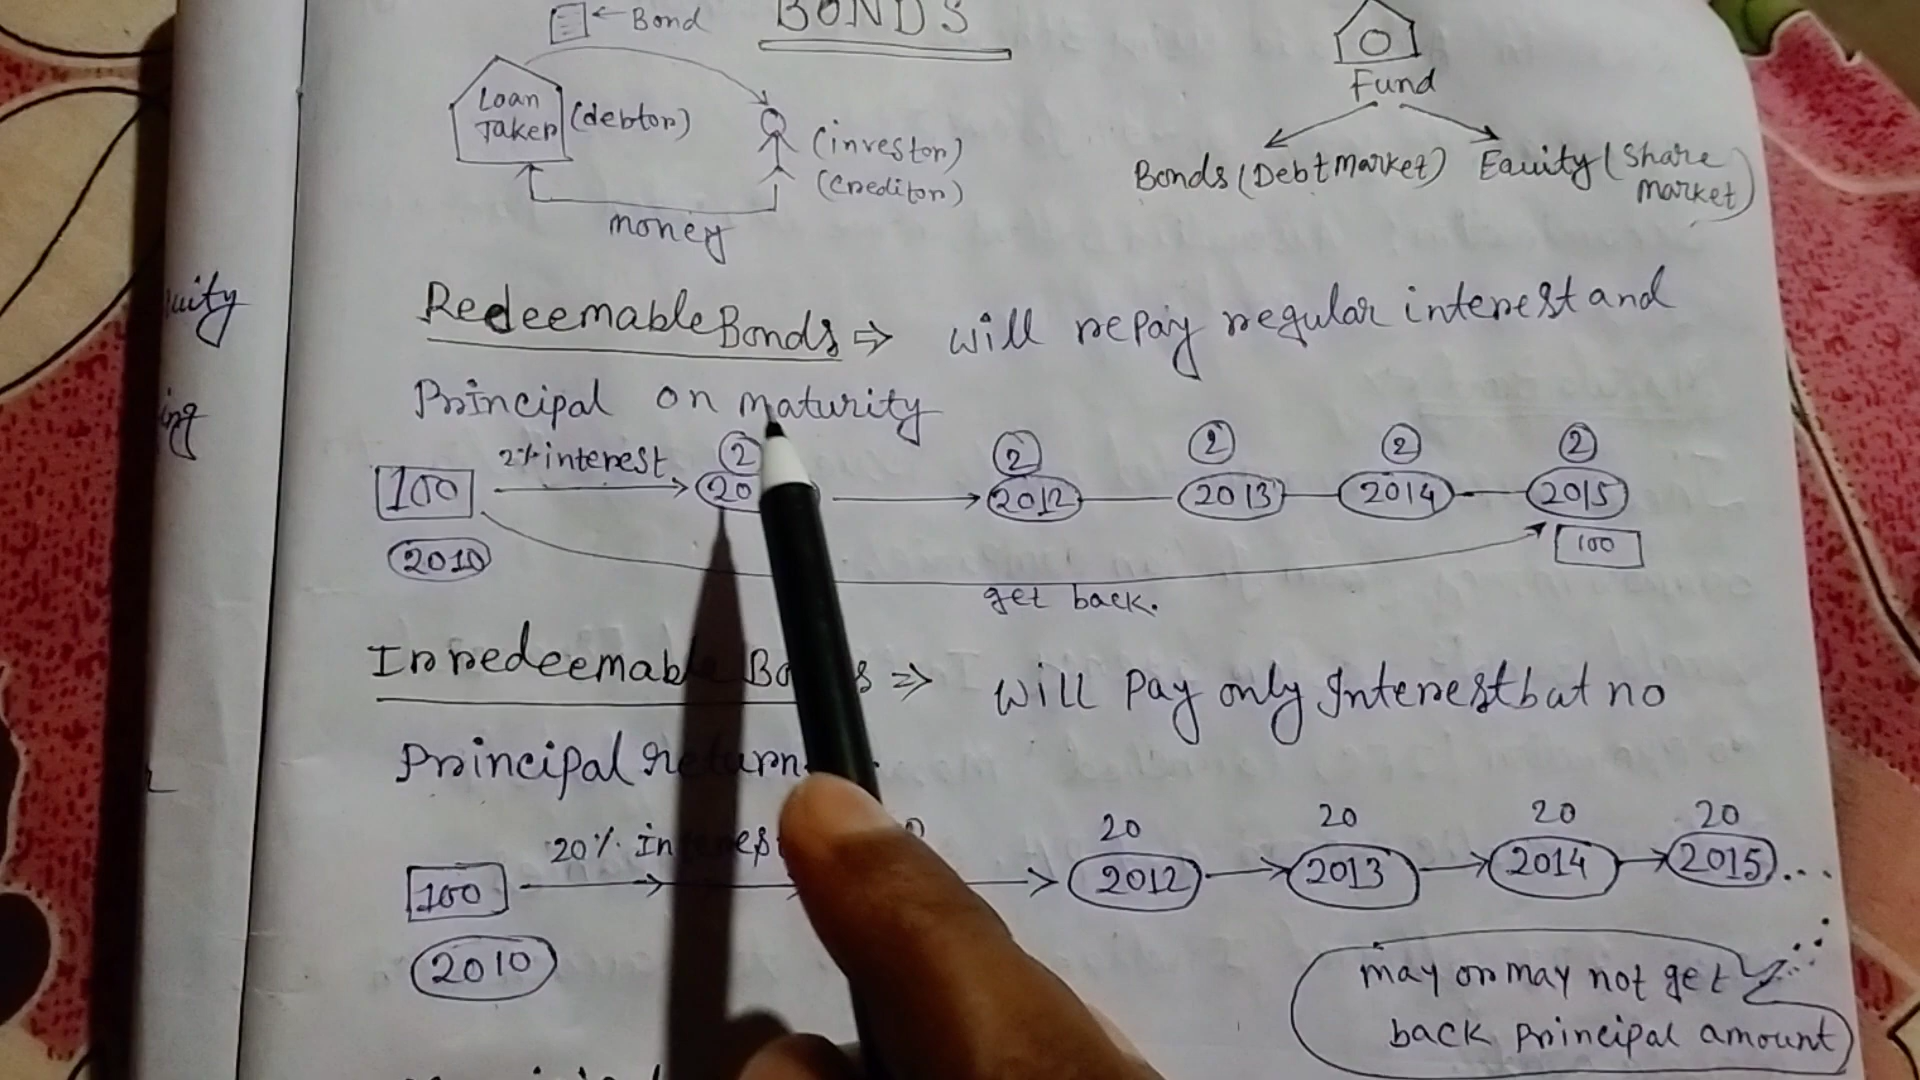 Bond
BONDS
Loan
Taker
(debtor)
(investor)
(creditor)
money
Fund
Bonds (Debt market)
Equity (Share
market)
uity
ing
Redeemable Bonds ⇒ will repay regular interest and
Principal on maturity
100
2% interest
2
2
2
2
2
2012
2013
2014
2015
2010
100
get back.
Irredeemable ⇒ will pay only Interest but no
Principal return
100
20%
20
20
20
20
2012
2013
2014
2015...
2010
may or may not get
back principal amount